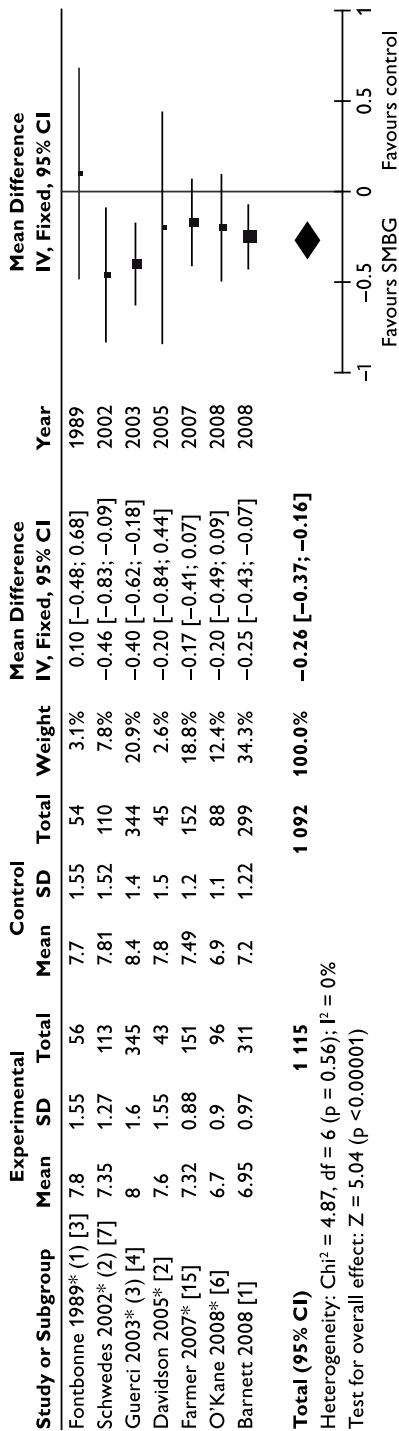 Experimental Control Mean Difference Mean Difference
Study or Subgroup Mean SD Total Mean SD Total Weight IV, Fixed, 95% CI Year IV, Fixed, 95% CI
Fontbonne 1989* (1) [3] 7.8 1.55 56 7.7 1.55 54 3.1% 0.10 [−0.48; 0.68] 1989
Schwedes 2002* (2) [7] 7.35 1.27 113 7.81 1.52 110 7.8% −0.46 [−0.83; −0.09] 2002
Guerci 2003* (3) [4] 8 1.6 345 8.4 1.4 344 20.9% −0.40 [−0.62; −0.18] 2003
Davidson 2005* [2] 7.6 1.55 43 7.8 1.5 45 2.6% −0.20 [−0.84; 0.44] 2005
Farmer 2007* [15] 7.32 0.88 151 7.49 1.2 152 18.8% −0.17 [−0.41; 0.07] 2007
O'Kane 2008* [6] 6.7 0.9 96 6.9 1.1 88 12.4% −0.20 [−0.49; 0.09] 2008
Barnett 2008 [1] 6.95 0.97 311 7.2 1.22 299 34.3% −0.25 [−0.43; −0.07] 2008
Total (95% CI) 1 115 1 092 100.0% −0.26 [−0.37; −0.16]
Heterogeneity: Chi² = 4.87, df = 6 (p = 0.56); I² = 0%
Test for overall effect: Z = 5.04 (p <0.00001)
−1 −0.5 0 0.5 1
Favours SMBG Favours control